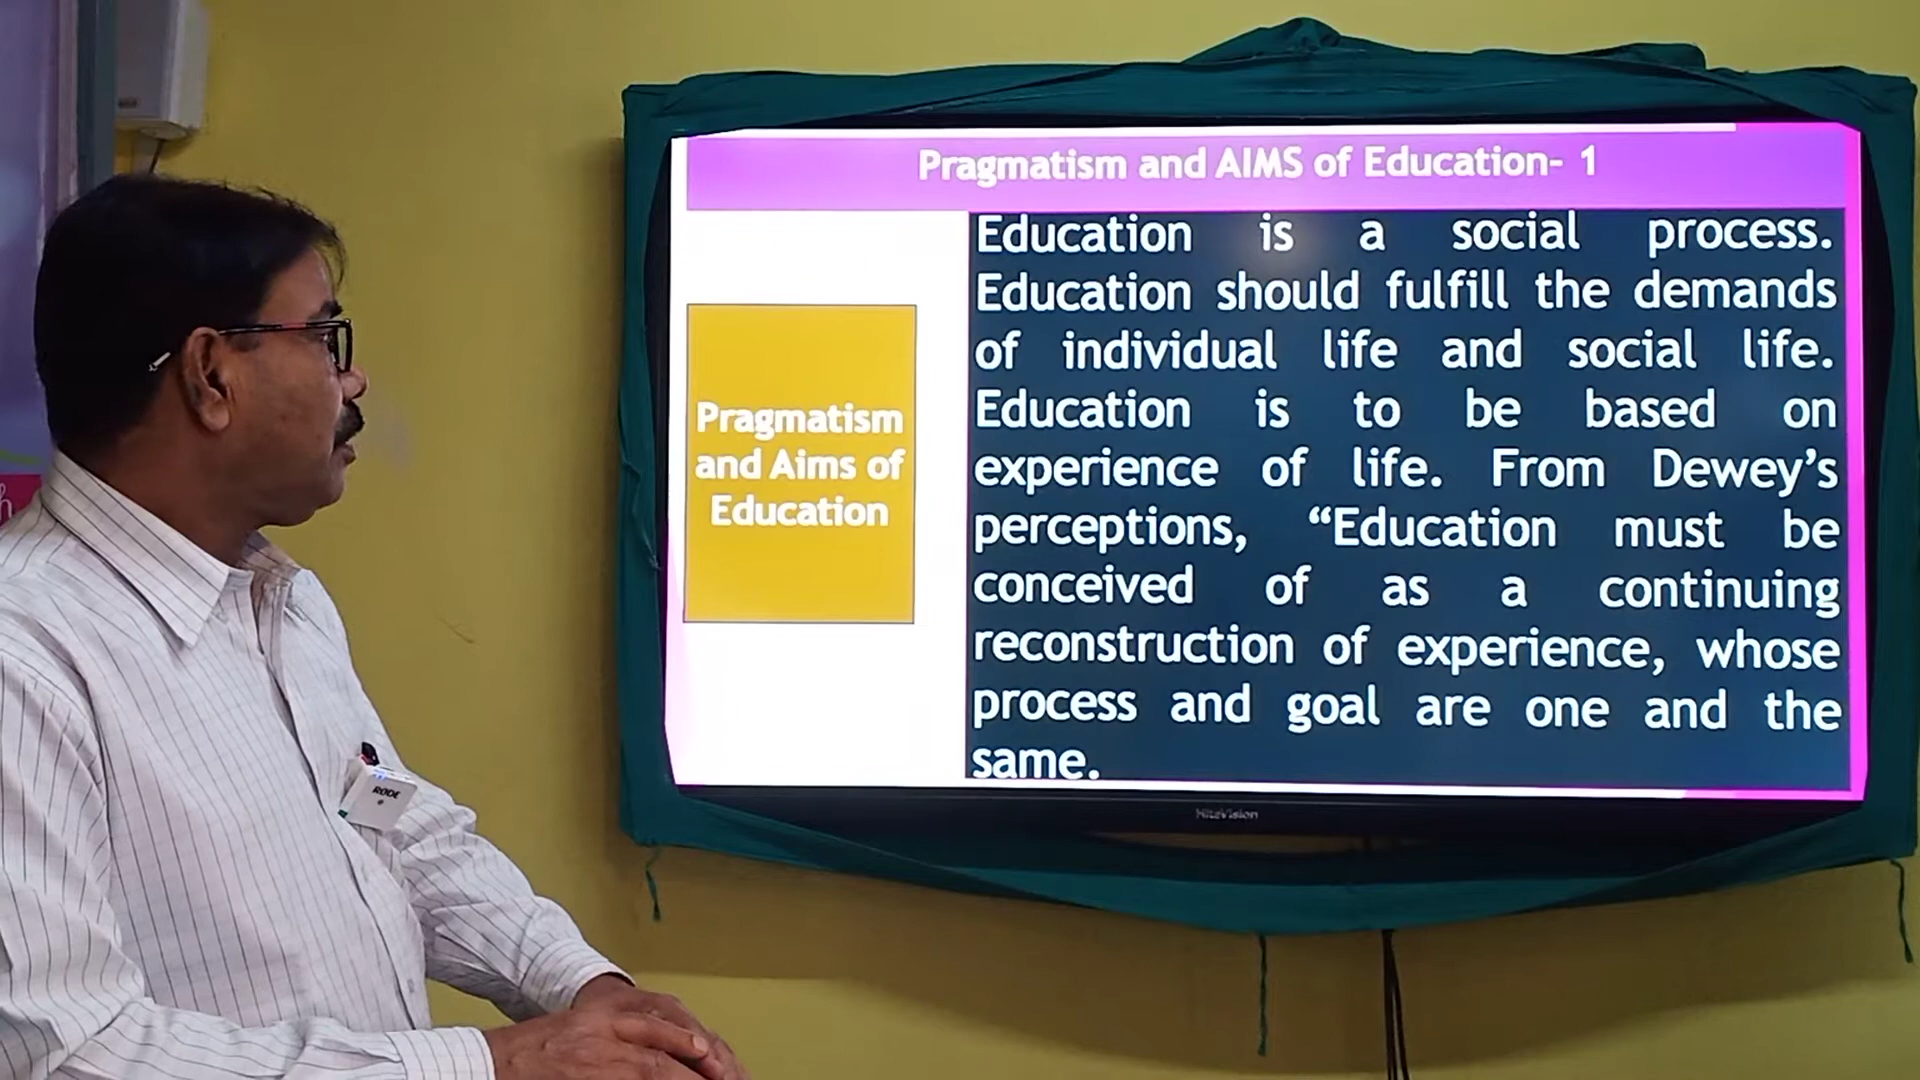 Pragmatism and AIMS of Education- 1
Pragmatism
and Aims of
Education
Education is a social process.
Education should fulfill the demands
of individual life and social life.
Education is to be based on
experience of life. From Dewey’s
perceptions, “Education must be
conceived of as a continuing
reconstruction of experience, whose
process and goal are one and the
same.
RODE
HiteVision
h